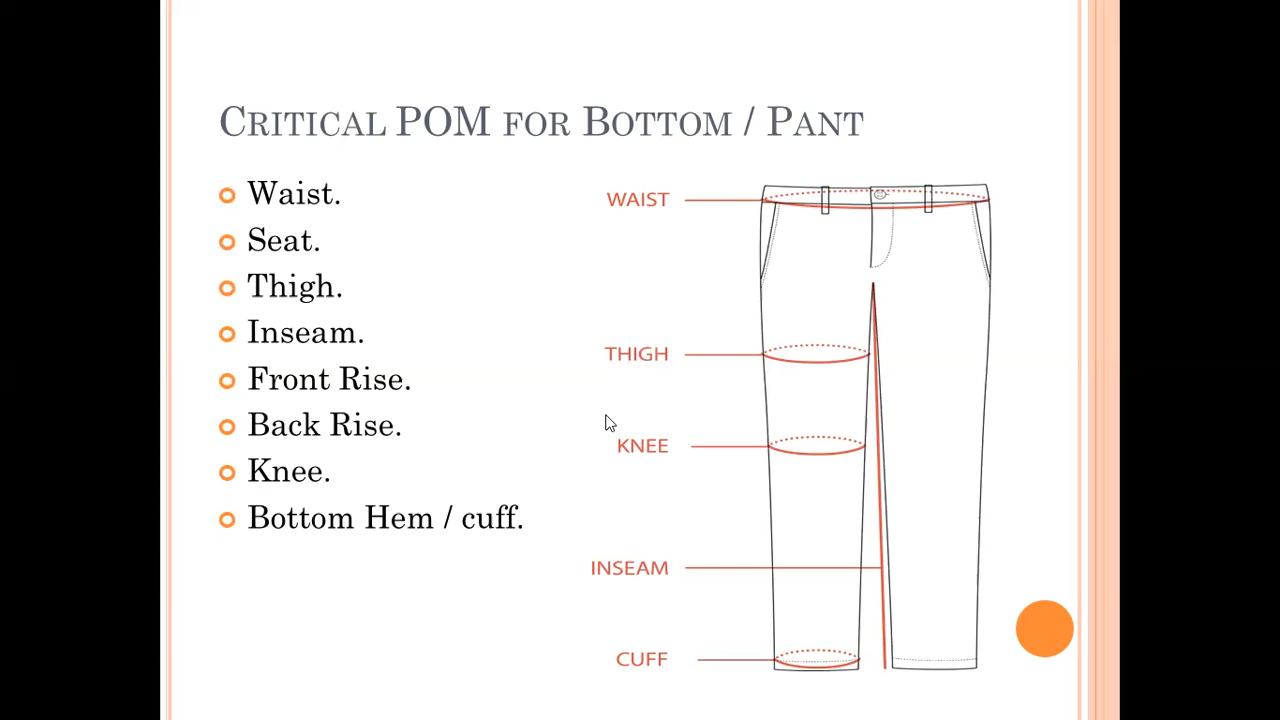 Critical POM for Bottom / Pant
Waist.
Seat.
Thigh.
Inseam.
Front Rise.
Back Rise.
Knee.
Bottom Hem / cuff.
WAIST
THIGH
KNEE
INSEAM
CUFF